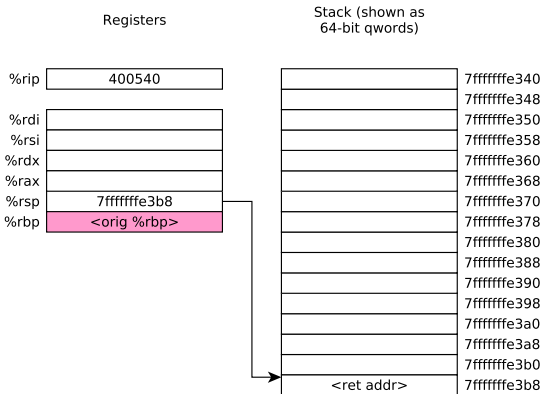 Registers
Stack (shown as
64-bit qwords)
%rip 400540
%rdi
%rsi
%rdx
%rax
%rsp 7fffffffe3b8
%rbp <orig %rbp>
7fffffffe340
7fffffffe348
7fffffffe350
7fffffffe358
7fffffffe360
7fffffffe368
7fffffffe370
7fffffffe378
7fffffffe380
7fffffffe388
7fffffffe390
7fffffffe398
7fffffffe3a0
7fffffffe3a8
7fffffffe3b0
<ret addr> 7fffffffe3b8